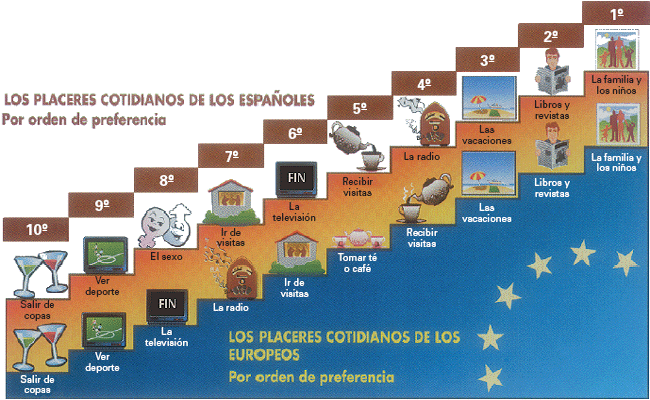 LOS PLACERES COTIDIANOS DE LOS ESPAÑOLES
Por orden de preferencia
1º
La familia y
los niños
2º
Libros y
revistas
3º
Las
vacaciones
4º
La radio
5º
Recibir
visitas
6º
FIN
La
televisión
7º
Ir de
visitas
8º
El sexo
9º
Ver
deporte
10º
Salir de
copas
La familia y
los niños
Libros y
revistas
Las
vacaciones
Recibir
visitas
Tomar té
o café
Ir de
visitas
La radio
FIN
La
televisión
Ver
deporte
Salir de
copas
LOS PLACERES COTIDIANOS DE LOS
EUROPEOS
Por orden de preferencia